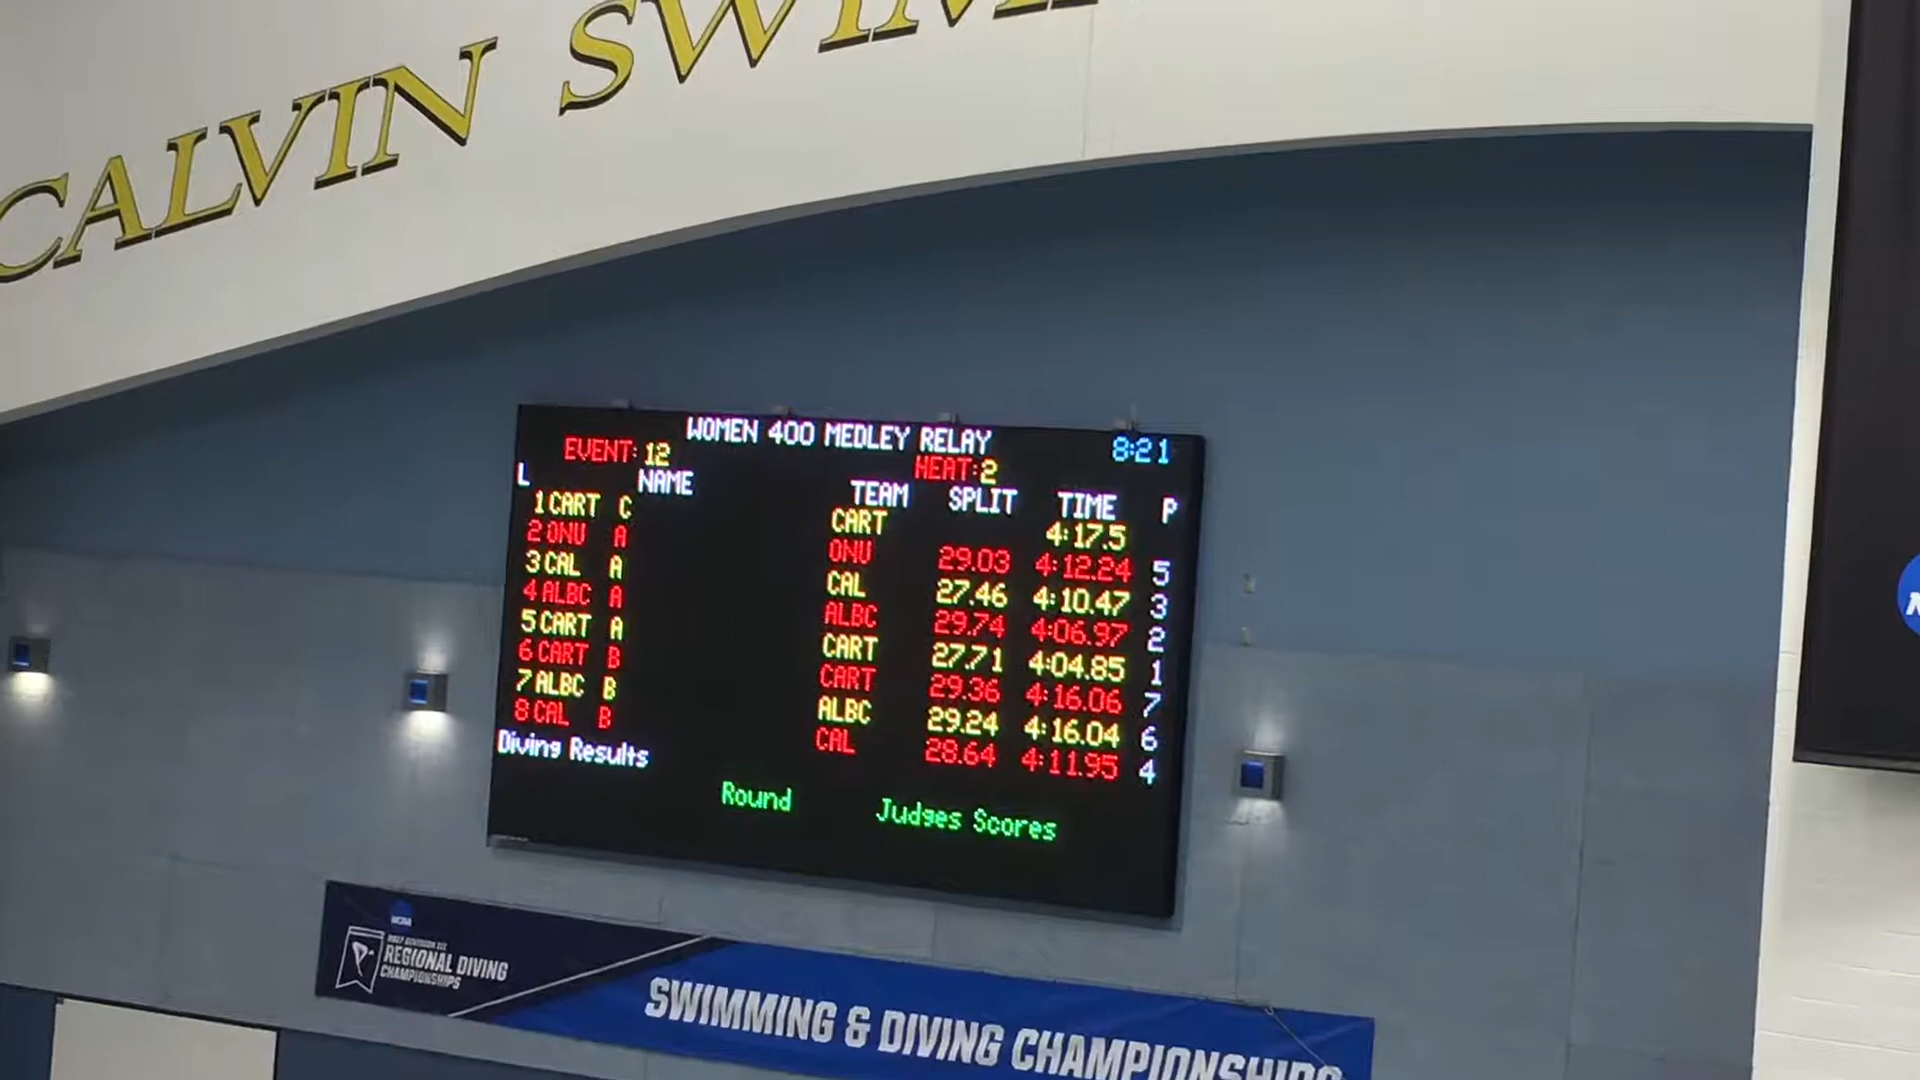 CALVIN SWIM
WOMEN 400 MEDLEY RELAY 8:21
EVENT: 12 HEAT: 2
L NAME TEAM SPLIT TIME P
1 CART C CART 4:17.5
2 ONU A ONU 29.03 4:12.24 5
3 CAL A CAL 27.46 4:10.47 3
4 ALBC A ALBC 29.74 4:06.97 2
5 CART A CART 27.71 4:04.85 1
6 CART B CART 29.36 4:16.06 7
7 ALBC B ALBC 29.24 4:16.04 6
8 CAL B CAL 28.64 4:11.95 4
Diving Results
Round Judges Scores
NCAA
DIVISION III
REGIONAL DIVING
CHAMPIONSHIPS
SWIMMING & DIVING CHAMPIONSHIPS